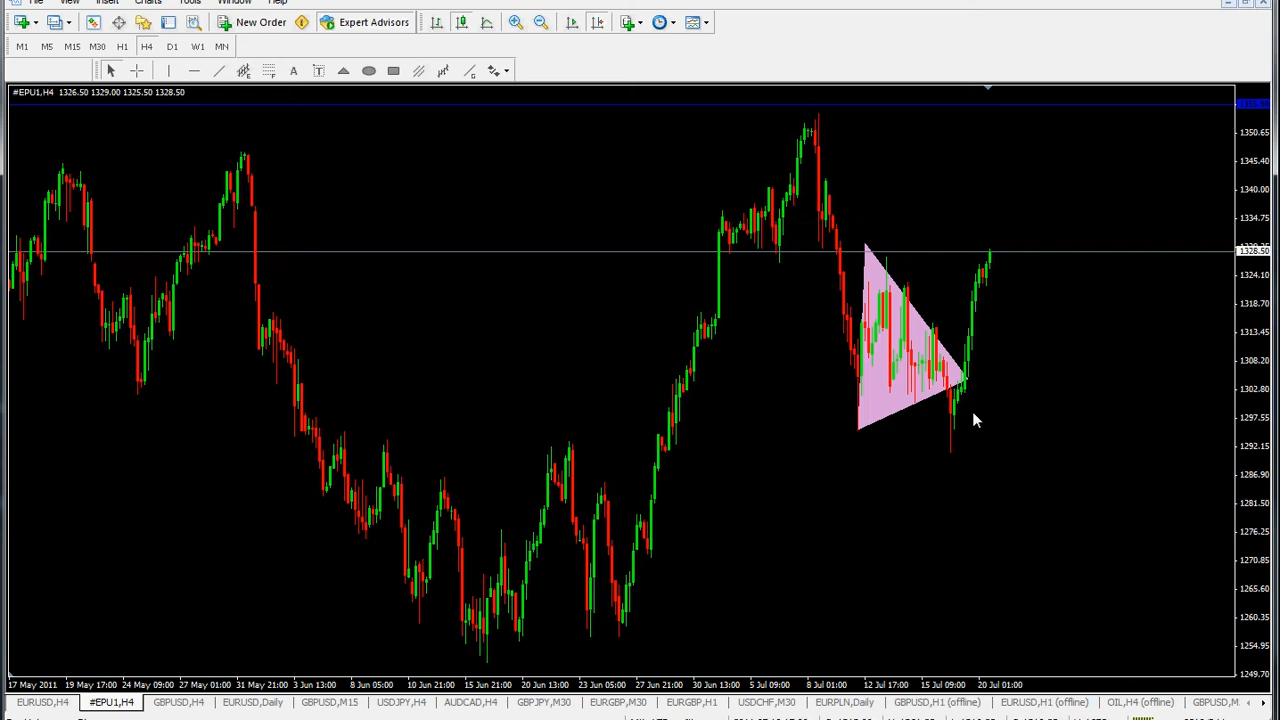 File View Insert Charts Tools Window Help
New Order Expert Advisors
M1 M5 M15 M30 H1 H4 D1 W1 MN
A T
#EPU1,H4 1326.50 1329.00 1325.50 1328.50
1350.65
1345.40
1340.00
1334.75
1328.50
1324.10
1318.70
1313.45
1308.20
1302.80
1297.55
1292.15
1286.90
1281.50
1276.25
1270.85
1265.60
1260.35
1254.95
1249.70
17 May 2011 19 May 17:00 24 May 09:00 27 May 01:00 31 May 21:00 3 Jun 13:00 8 Jun 05:00 10 Jun 21:00 15 Jun 21:00 20 Jun 13:00 23 Jun 05:00 27 Jun 21:00 30 Jun 13:00 5 Jul 09:00 8 Jul 01:00 12 Jul 17:00 15 Jul 09:00 20 Jul 01:00
EURUSD,H4 #EPU1,H4 GBPUSD,H4 EURUSD,Daily GBPUSD,M15 USDJPY,H4 AUDCAD,H4 GBPJPY,M30 EURGBP,M30 EURGBP,H1 USDCHF,M30 EURPLN,Daily GBPUSD,H1 (offline) EURUSD,H1 (offline) OIL,H4 (offline) GBPUSD,M